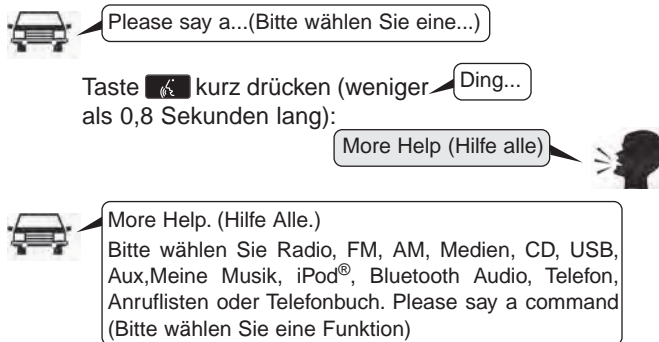 Please say a...(Bitte wählen Sie eine...)
Taste kurz drücken (weniger Ding...
als 0,8 Sekunden lang):
More Help (Hilfe alle)
More Help. (Hilfe Alle.)
Bitte wählen Sie Radio, FM, AM, Medien, CD, USB,
Aux,Meine Musik, iPod®, Bluetooth Audio, Telefon,
Anruflisten oder Telefonbuch. Please say a command
(Bitte wählen Sie eine Funktion)